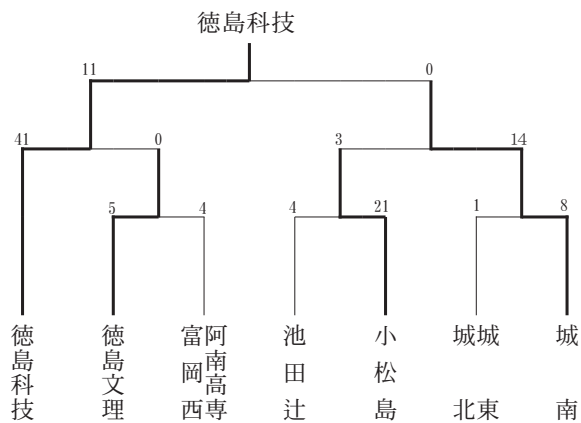 徳島科技
11 0
41 0 3 14
5 4 4 21 1 8
徳島科技
徳島文理
富岡西
阿南高専
池田辻
小松島
城北
城東
城南